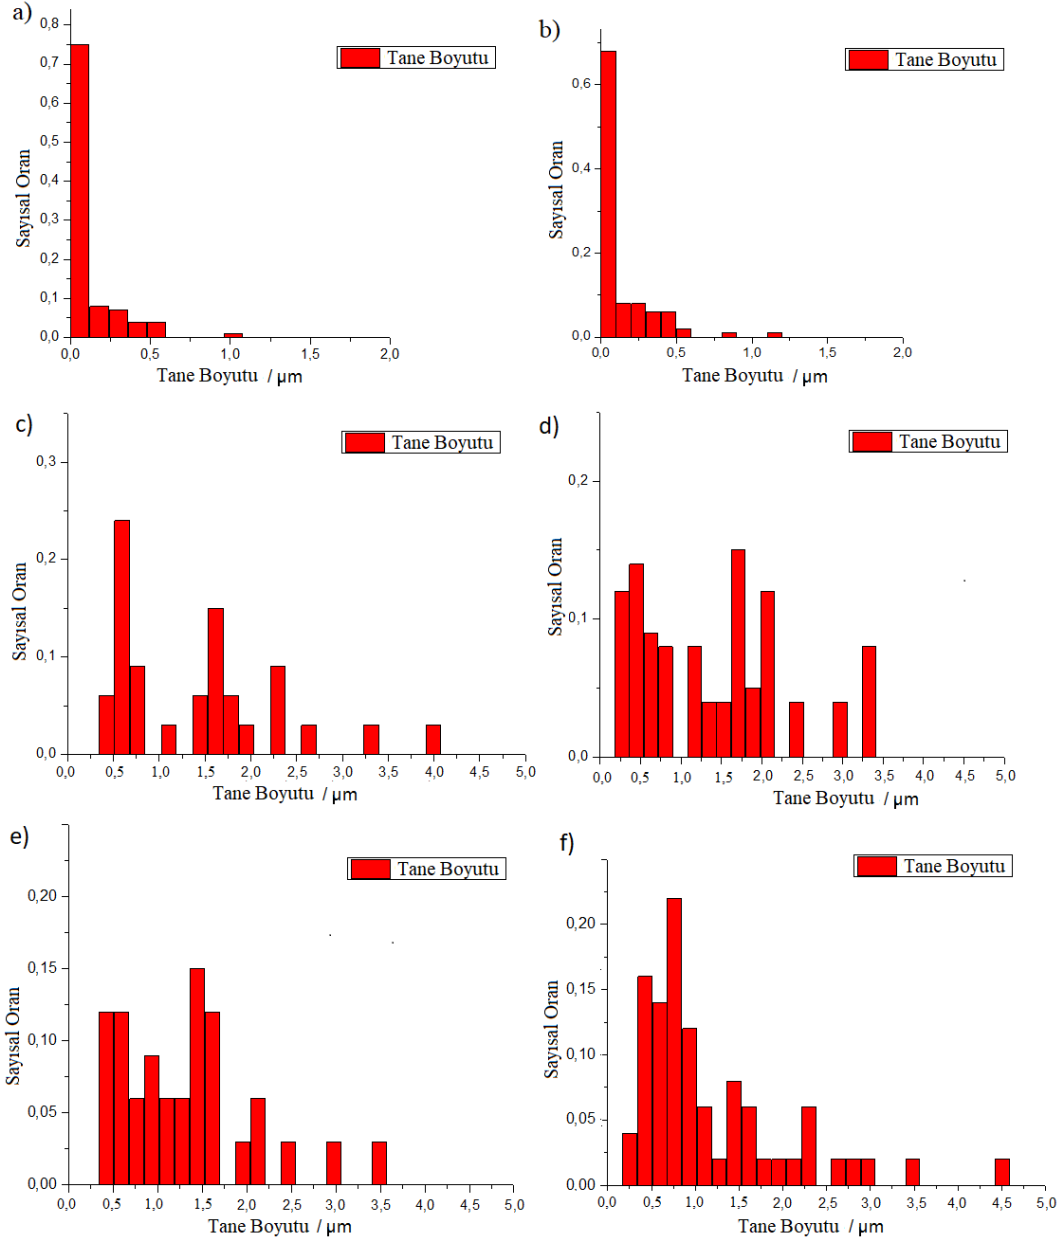 a)
Tane Boyutu
Sayısal Oran
0,8
0,7
0,6
0,5
0,4
0,3
0,2
0,1
0,0
0,0 0,5 1,0 1,5 2,0
Tane Boyutu / µm
b)
Tane Boyutu
Sayısal Oran
0,6
0,4
0,2
0,0
0,0 0,5 1,0 1,5 2,0
Tane Boyutu / µm
c)
Tane Boyutu
Sayısal Oran
0,3
0,2
0,1
0,0
0,0 0,5 1,0 1,5 2,0 2,5 3,0 3,5 4,0 5,0
Tane Boyutu / µm
d)
Tane Boyutu
Sayısal Oran
0,2
0,1
0,0
0,0 0,5 1,0 1,5 2,0 2,5 3,0 3,5 4,0 4,5 5,0
Tane Boyutu / µm
e)
Tane Boyutu
Sayısal Oran
0,20
0,15
0,10
0,05
0,00
0,0 0,5 1,0 1,5 2,0 2,5 3,0 3,5 4,0 5,0
Tane Boyutu / µm
f)
Tane Boyutu
Sayısal Oran
0,20
0,15
0,10
0,05
0.00
0,0 0,5 1,0 1,5 2,0 2,5 3,0 3,5 4,0 4,5 5,0
Tane Boyutu / µm